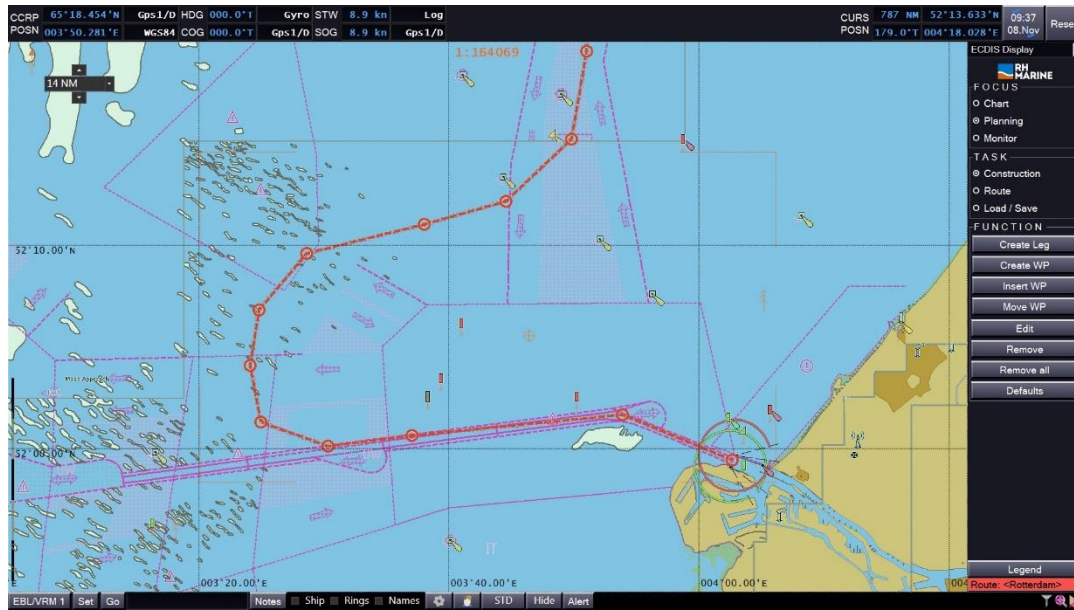 CCRP 65°18.454'N Gps1/D HDG 000.0°T Gyro STW 8.9 kn Log CURS 787 NM 52°13.633'N 09:37
POSN 003°50.281'E WGS84 COG 000.0°T Gps1/D SOG 8.9 kn Gps1/D POSN 179.0°T 004°18.028'E 08.Nov Rese
1:164069
14 NM
52°10.00'N
52°00.00'N
IT
003°20.00'E 003°40.00'E 004°00.00'E 004
ECDIS Display
RH
MARINE
FOCUS
Chart
Planning
Monitor
TASK
Construction
Route
Load / Save
FUNCTION
Create Leg
Create WP
Insert WP
Move WP
Edit
Remove
Remove all
Defaults
Legend
Route: <Rotterdam>
EBL/VRM 1 Set Go Notes Ship Rings Names STD Hide Alert